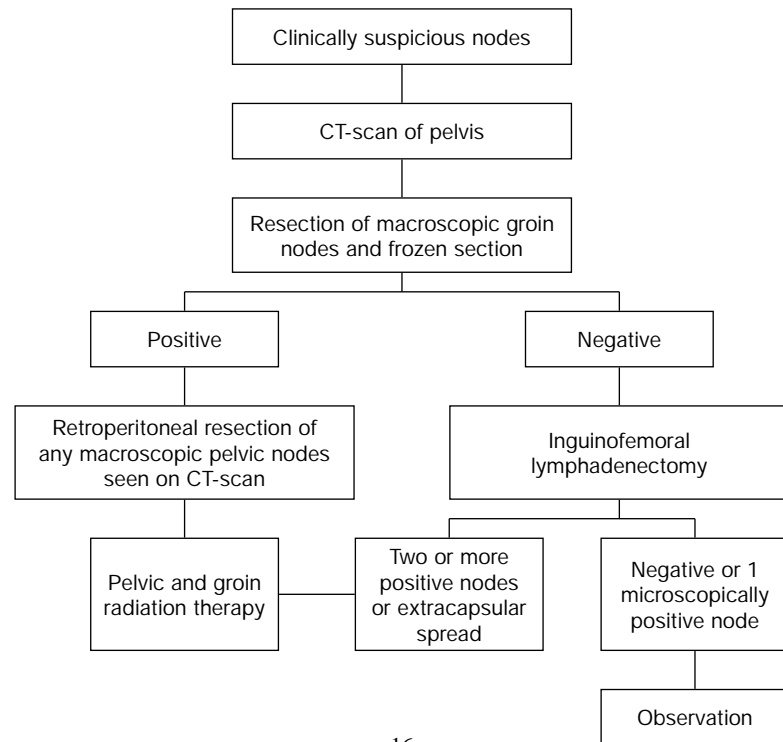 Clinically suspicious nodes
CT-scan of pelvis
Resection of macroscopic groin
nodes and frozen section
Positive
Negative
Retroperitoneal resection of
any macroscopic pelvic nodes
seen on CT-scan
Inguinofemoral
lymphadenectomy
Pelvic and groin
radiation therapy
Two or more
positive nodes
or extracapsular
spread
Negative or 1
microscopically
positive node
Observation